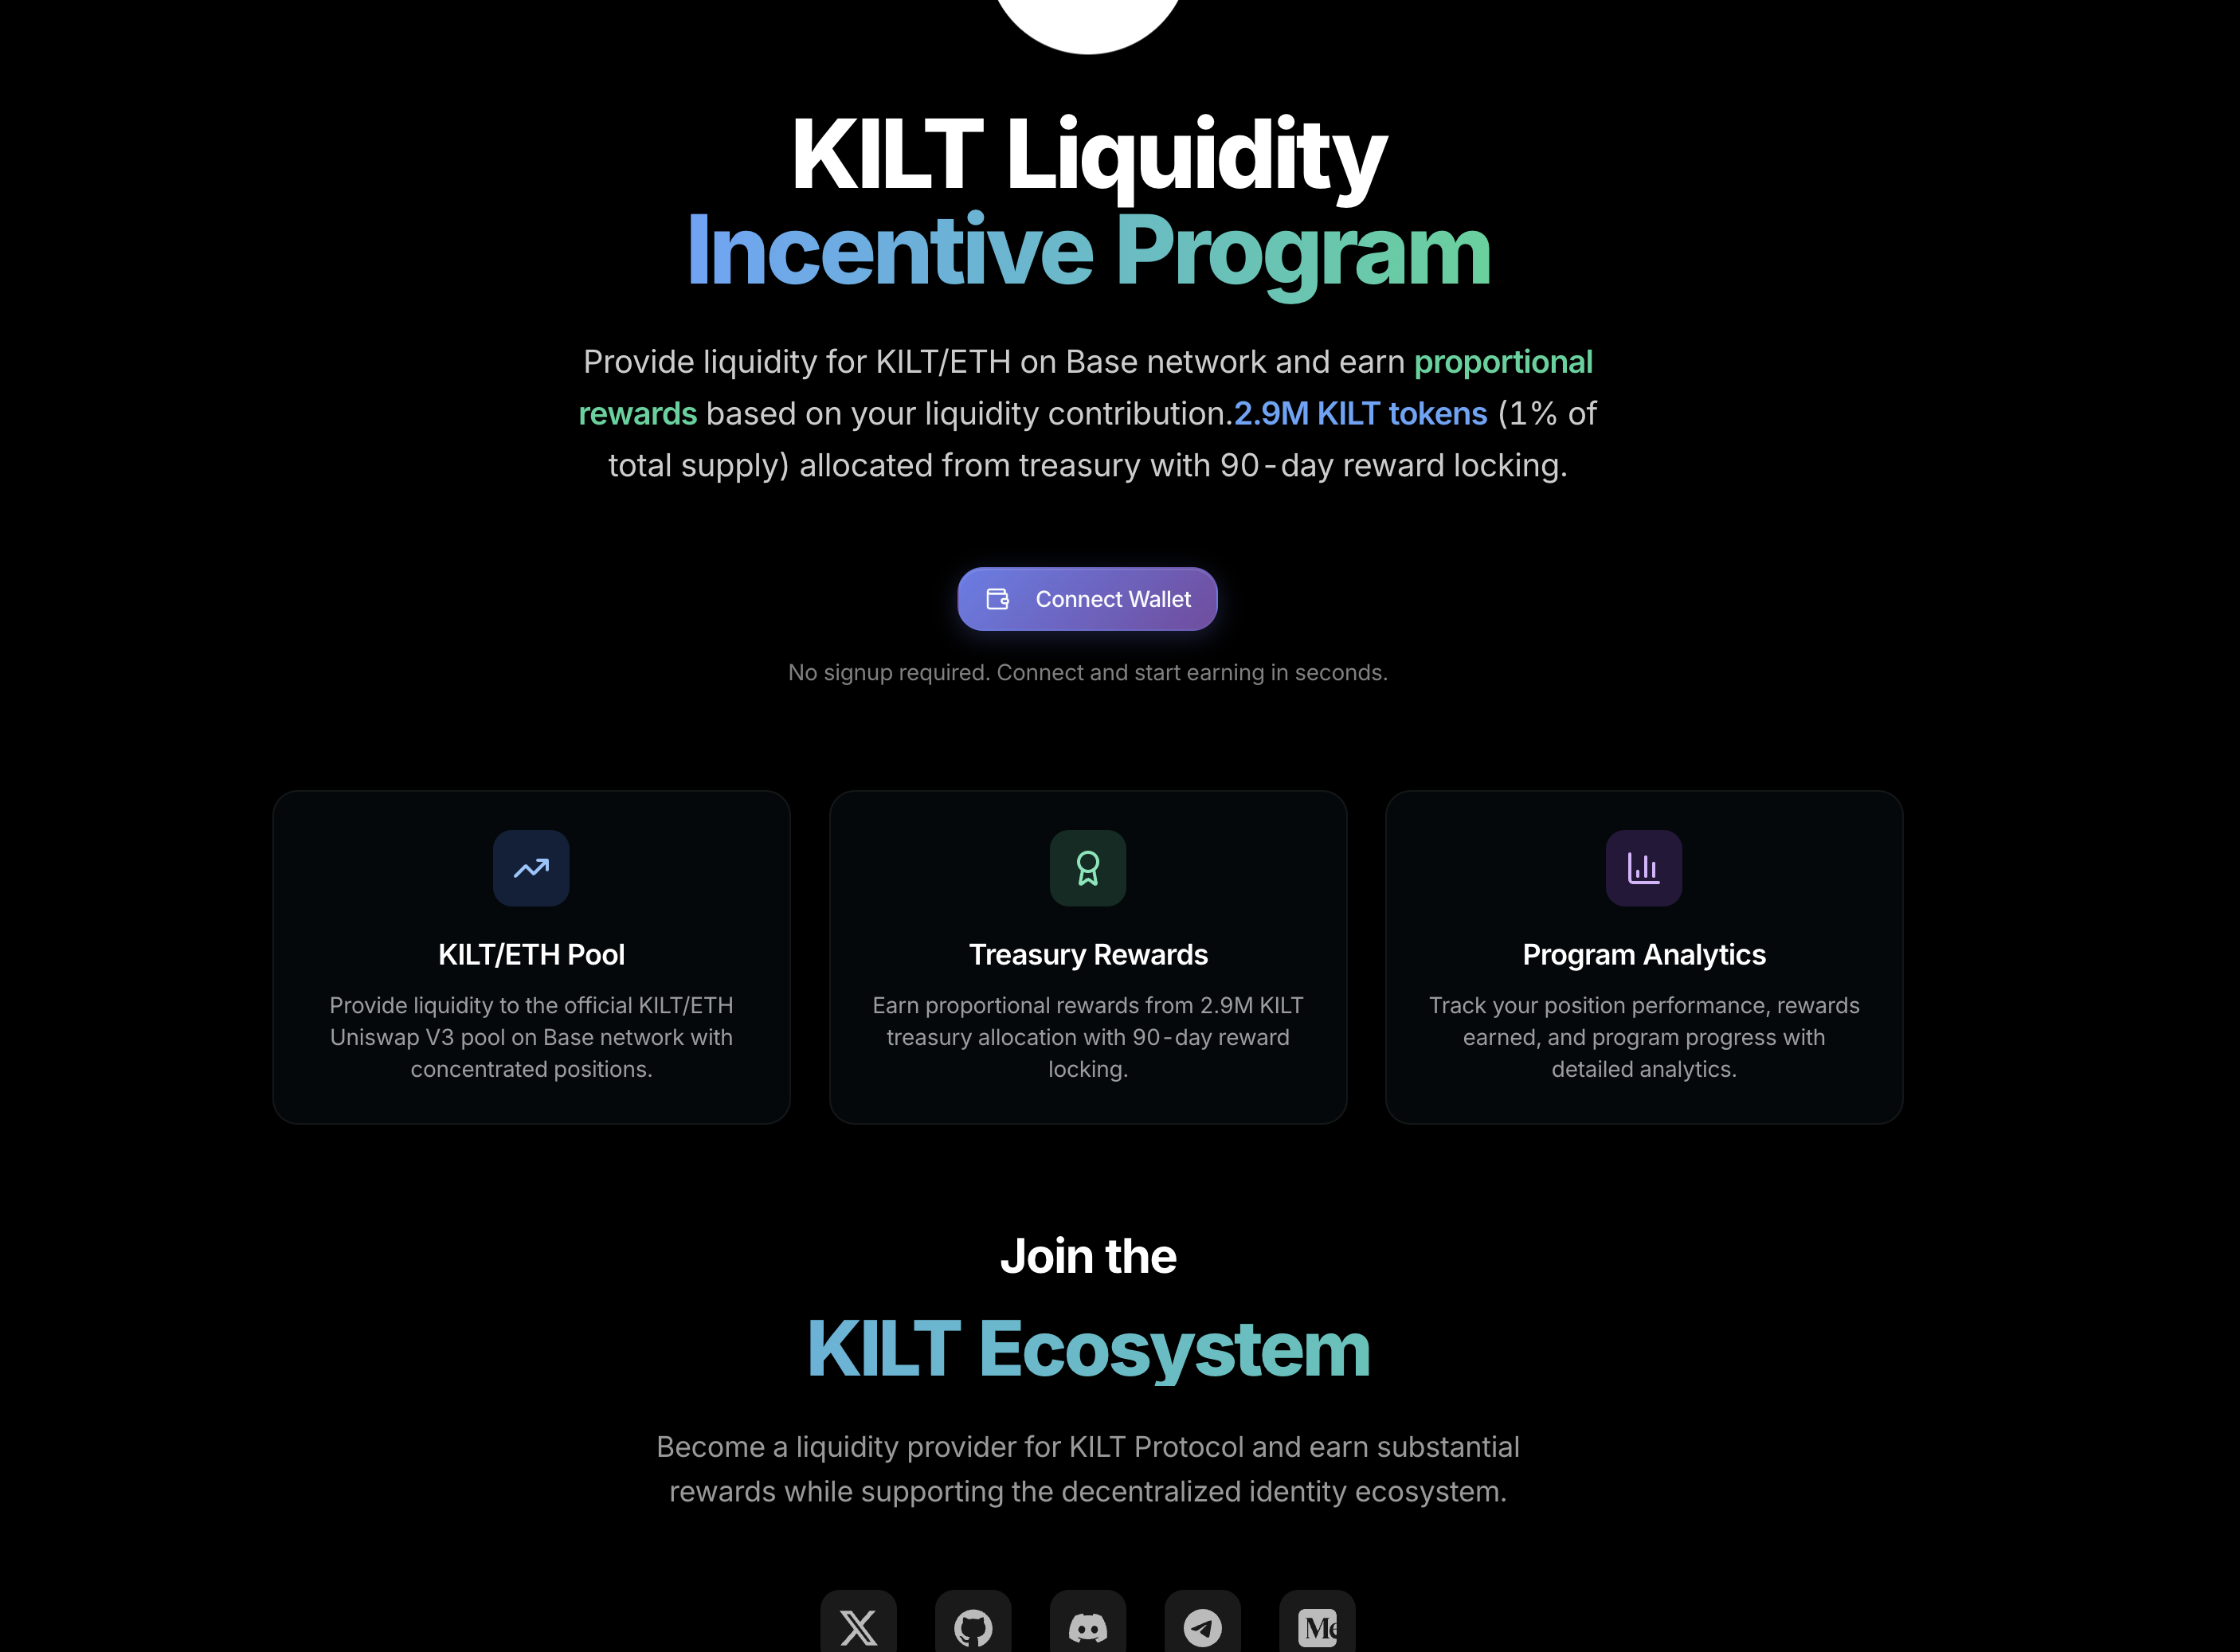 KILT Liquidity
Incentive Program
Provide liquidity for KILT/ETH on Base network and earn proportional
rewards based on your liquidity contribution.2.9M KILT tokens (1% of
total supply) allocated from treasury with 90-day reward locking.
Connect Wallet
No signup required. Connect and start earning in seconds.
KILT/ETH Pool
Provide liquidity to the official KILT/ETH
Uniswap V3 pool on Base network with
concentrated positions.
Treasury Rewards
Earn proportional rewards from 2.9M KILT
treasury allocation with 90-day reward
locking.
Program Analytics
Track your position performance, rewards
earned, and program progress with
detailed analytics.
Join the
KILT Ecosystem
Become a liquidity provider for KILT Protocol and earn substantial
rewards while supporting the decentralized identity ecosystem.
Me